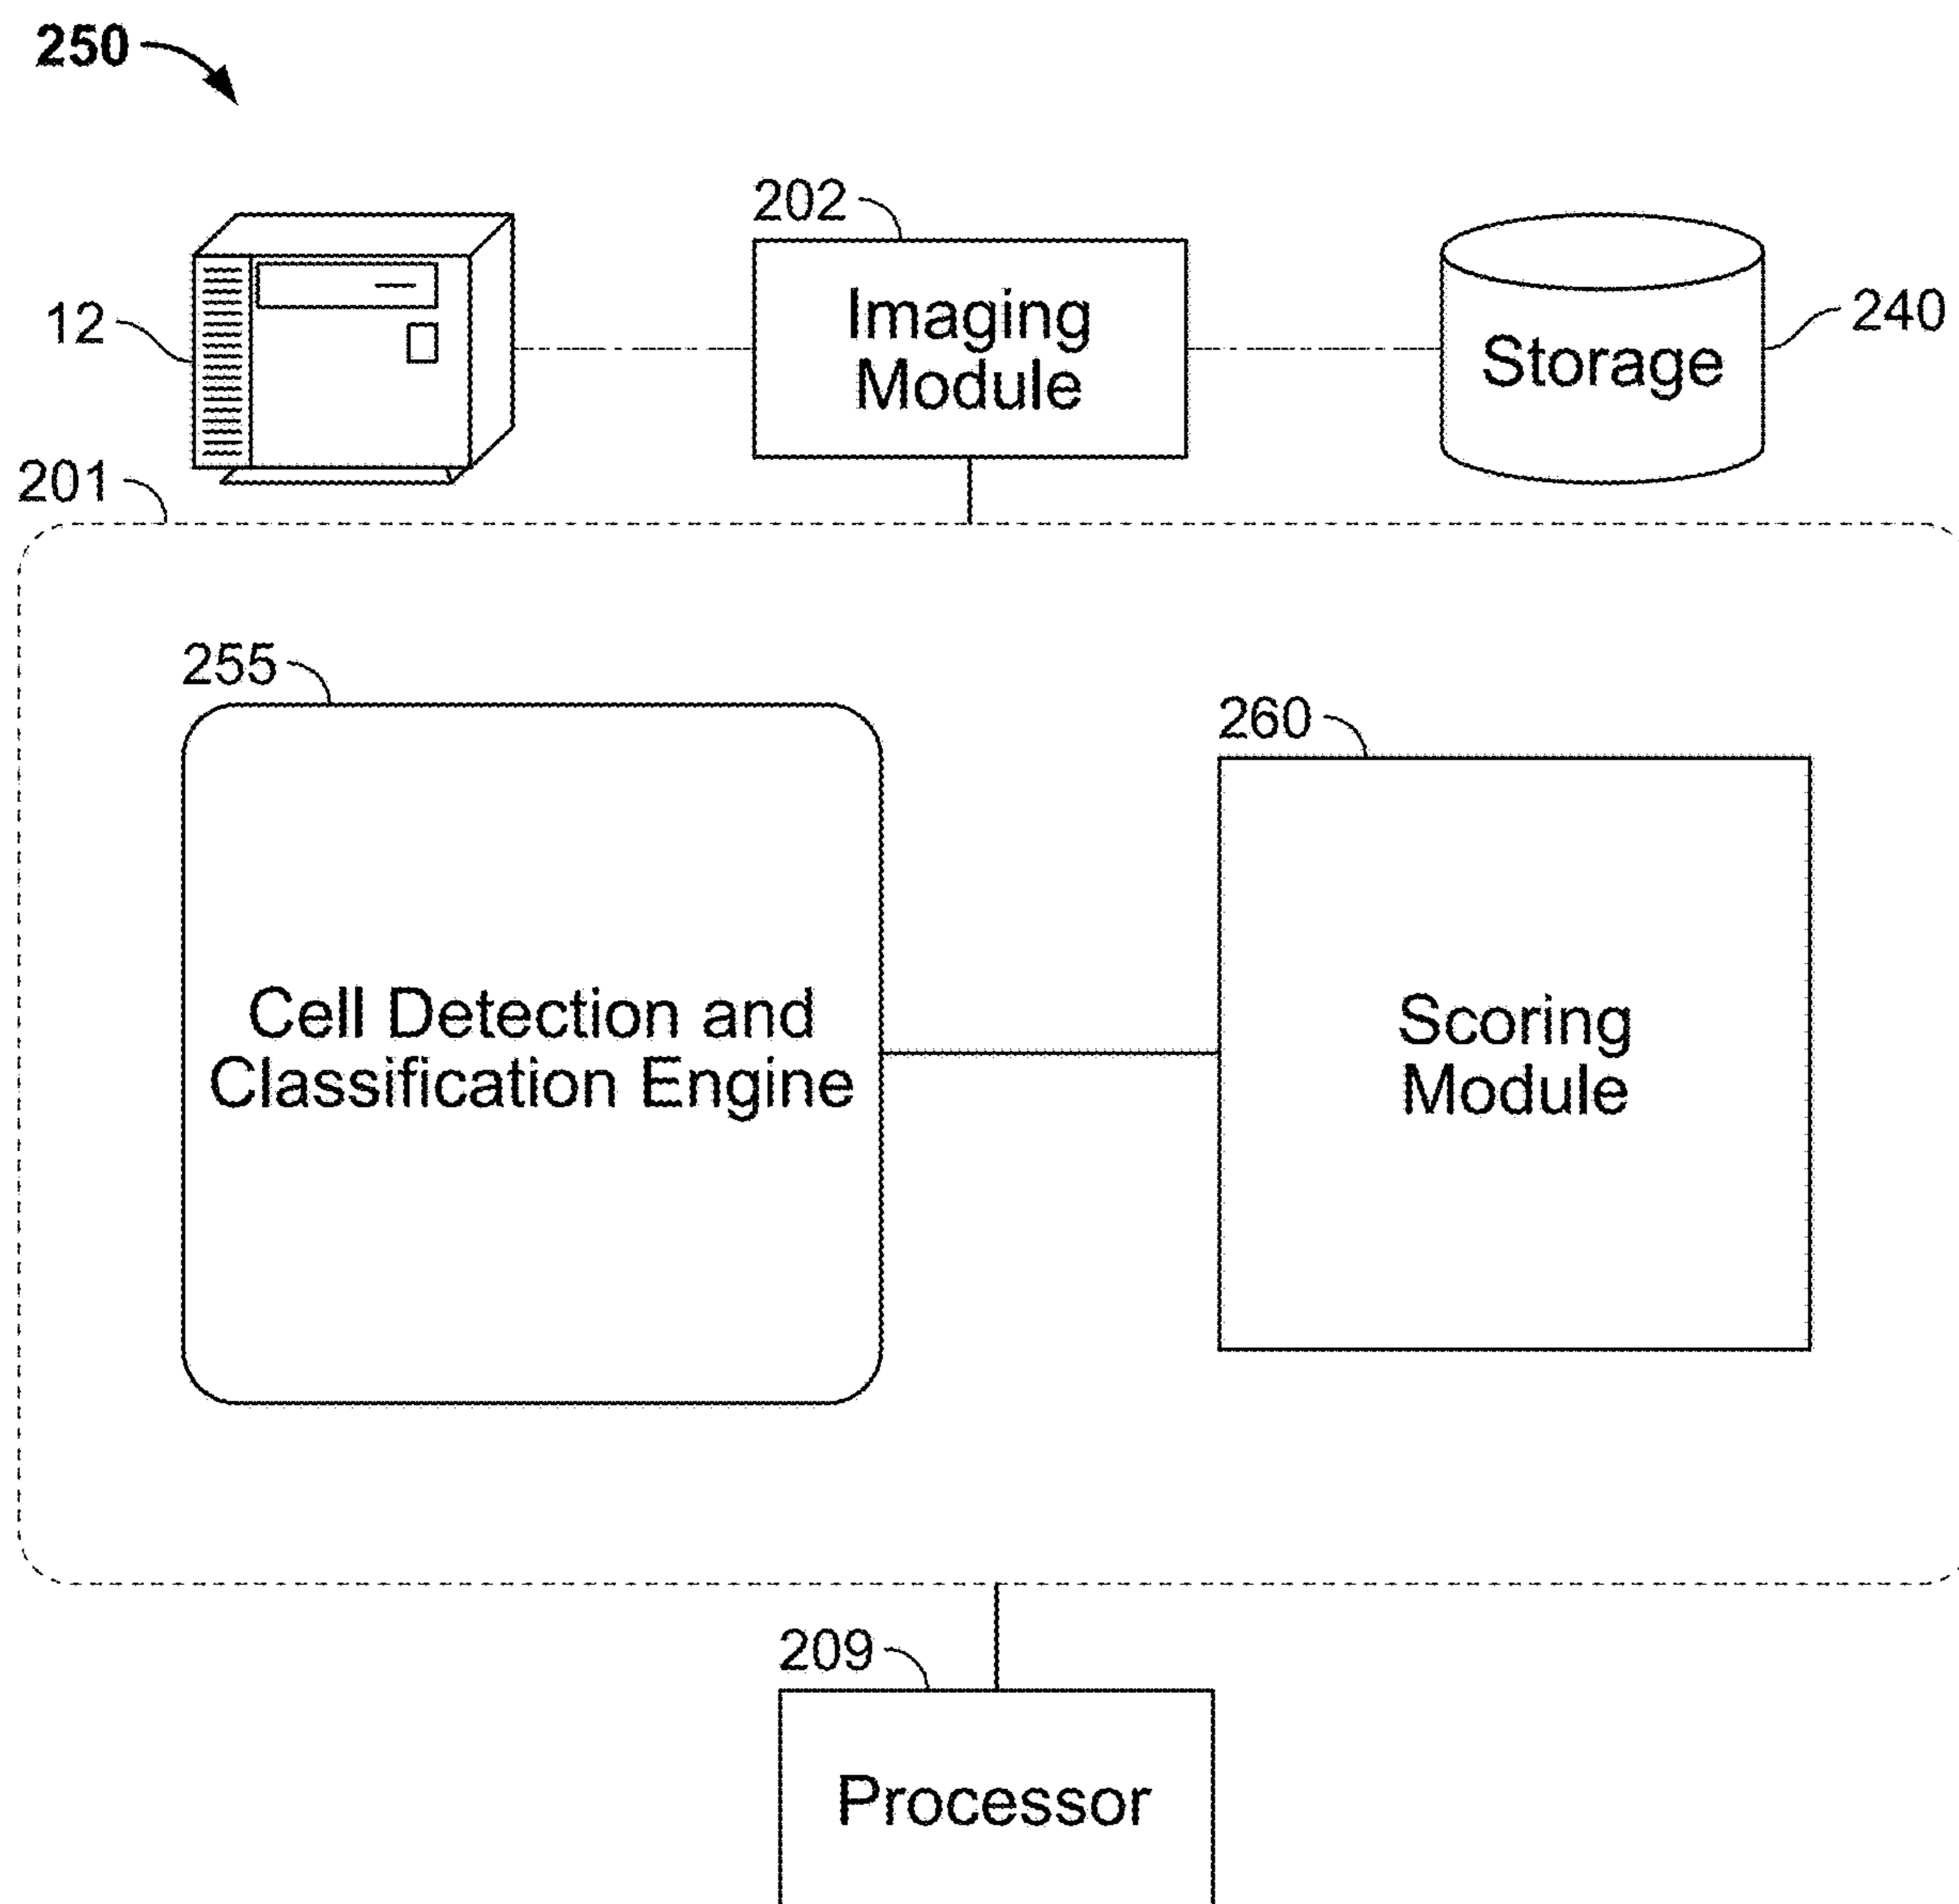 250
202
Imaging
Module
12
Storage
240
201
255
260
Cell Detection and
Classification Engine
Scoring
Module
209
Processor